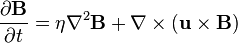 ∂𝐁/∂t = η∇²𝐁 + ∇ × (𝐮 × 𝐁)